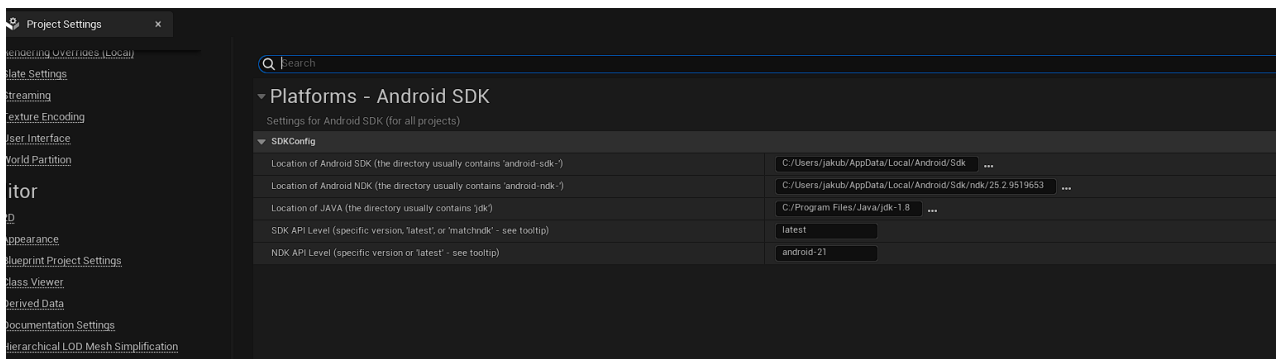 Project Settings ×
Rendering Overrides (Local)
Slate Settings
Streaming
Texture Encoding
User Interface
World Partition
itor
2D
Appearance
Blueprint Project Settings
Class Viewer
Derived Data
Documentation Settings
Hierarchical LOD Mesh Simplification
Search
Platforms - Android SDK
Settings for Android SDK (for all projects)
SDKConfig
Location of Android SDK (the directory usually contains 'android-sdk-') C:/Users/jakub/AppData/Local/Android/Sdk ...
Location of Android NDK (the directory usually contains 'android-ndk-') C:/Users/jakub/AppData/Local/Android/Sdk/ndk/25.2.9519653 ...
Location of JAVA (the directory usually contains 'jdk') C:/Program Files/Java/jdk-1.8 ...
SDK API Level (specific version, 'latest', or 'matchndk' - see tooltip) latest
NDK API Level (specific version or 'latest' - see tooltip) android-21